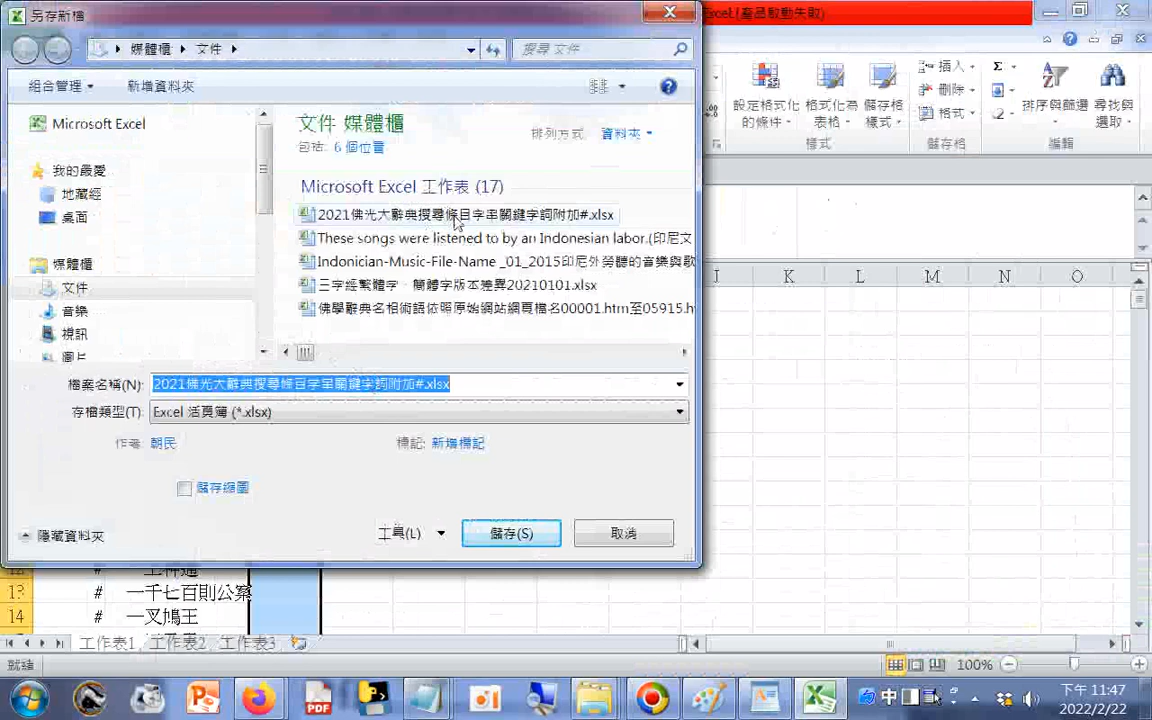 另存新檔
Excel (產品啟動失敗)
媒體櫃 ▸ 文件 ▸
搜尋 文件
組合管理
新增資料夾
Microsoft Excel
我的最愛
地藏經
桌面
媒體櫃
文件
音樂
視訊
圖片
文件 媒體櫃
包括: 6 個位置
排列方式:
資料夾
Microsoft Excel 工作表 (17)
2021佛光大辭典搜尋條目字串關鍵字詞附加#.xlsx
These songs were listened to by an Indonesian labor.(印尼文
Indonician-Music-File-Name _01_2015印尼外勞聽的音樂與歌
三字經繁體字﹑簡體字版本差異20210101.xlsx
佛學辭典名相術語依照原始網站網頁檔名00001.htm至05915.h
檔案名稱(N):
2021佛光大辭典搜尋條目字串關鍵字詞附加#.xlsx
存檔類型(T):
Excel 活頁簿 (*.xlsx)
作者:
朝民
標記:
新增標記
儲存縮圖
隱藏資料夾
工具(L)
儲存(S)
取消
設定格式化的條件
格式化為表格
儲存格樣式
插入
刪除
格式
Σ
排序與篩選
尋找與選取
樣式
儲存格
編輯
I K L M N O
13 # 一千七百則公案
14 # 一叉鳩王
工作表1 工作表2 工作表3
就緒
100%
中
下午 11:47
2022/2/22